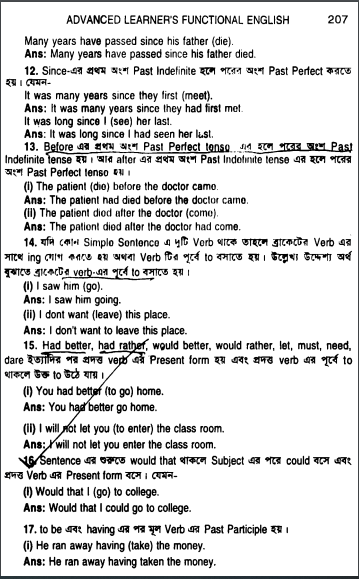 ADVANCED LEARNER'S FUNCTIONAL ENGLISH 207
Many years have passed since his father (die).
Ans: Many years have passed since his father died.
12. Since-এর প্রথম অংশ Past Indefinite হলে পরের অংশ Past Perfect করতে
হয়। যেমন-
It was many years since they first (meet).
Ans: It was many years since they had first met.
It was long since I (see) her last.
Ans: It was long since I had seen her last.
13. Before এর প্রথম অংশ Past Perfect tense এর হলে পরের অংশ Past
Indefinite tense হয়। আর after এর প্রথম অংশ Past Indefinite tense এর হলে পরের
অংশ Past Perfect tense হয়।
(i) The patient (die) before the doctor came.
Ans: The patient had died before the doctor came.
(ii) The patient died after the doctor (come).
Ans: The patient died after the doctor had come.
14. যদি কোন Simple Sentence এ দুটি Verb থাকে তাহলে ব্রাকেটের Verb এর
সাথে ing যোগ করতে হয় অথবা Verb টির পূর্বে to বসাতে হয়। উল্লেখ্য উদ্দেশ্য অর্থ
বুঝাতে ব্রাকেটের verb-এর পূর্বে to বসাতে হয়।
(i) I saw him (go).
Ans: I saw him going.
(ii) I dont want (leave) this place.
Ans: I don't want to leave this place.
15. Had better, had rather, would better, would rather, let, must, need,
dare ইত্যাদির পর প্রদত্ত verb এর Present form হয় এবং প্রদত্ত verb এর পূর্বে to
থাকলে উক্ত to উঠে যায়।
(i) You had better (to go) home.
Ans: You had better go home.
(ii) I will not let you (to enter) the class room.
Ans: I will not let you enter the class room.
16. Sentence এর শুরুতে would that থাকলে Subject এর পরে could বসে এবং
প্রদত্ত Verb এর Present form বসে। যেমন-
(i) Would that I (go) to college.
Ans: Would that I could go to college.
17. to be এবং having এর পর মূল Verb এর Past Participle হয়।
(i) He ran away having (take) the money.
Ans: He ran away having taken the money.